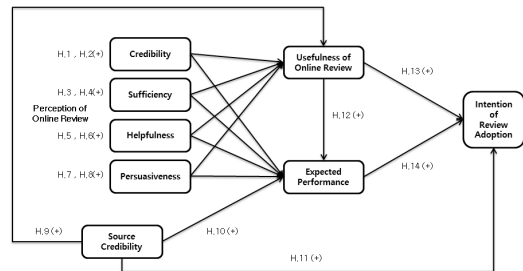 H.1 , H.2(+)
Credibility
Usefulness of
Online Review
H.13 (+)
H.3 , H.4(+)
Sufficiency
Perception of
Online Review
H.12 (+)
Intention
of
Review
Adoption
H.5 , H.6(+)
Helpfulness
H.7 , H.8(+)
Persuasiveness
Expected
Performance
H.14 (+)
H.9 (+)
Source
Credibility
H.10 (+)
H.11 (+)